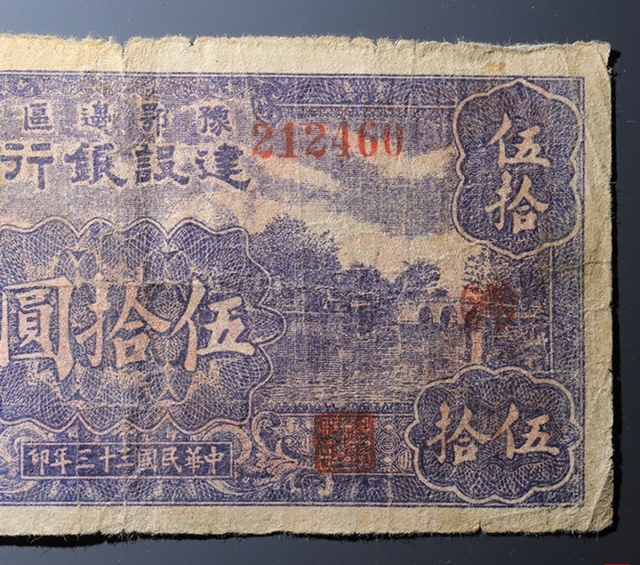 豫鄂邊區
建設銀行
212460
伍拾
伍拾圓
伍拾
中華民國三十三年印